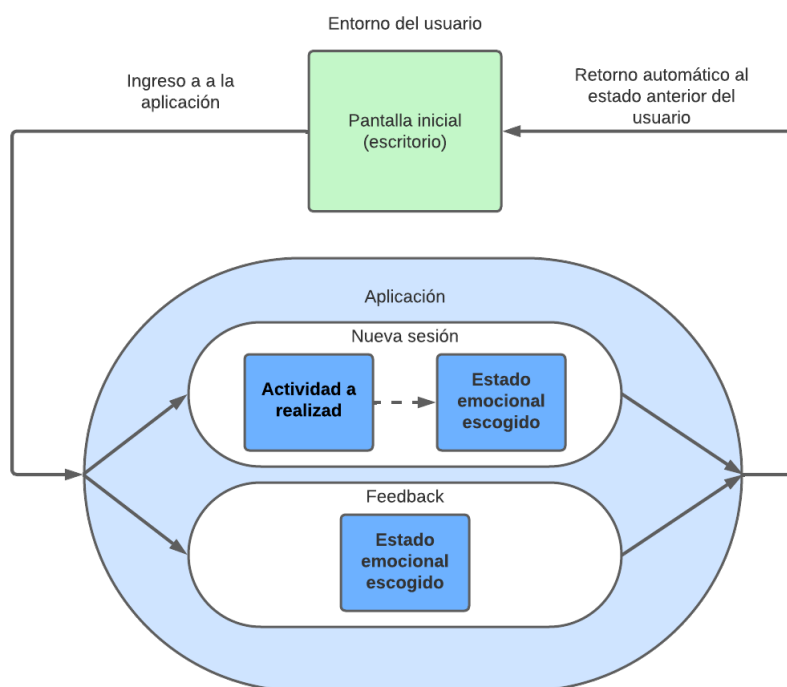 Entorno del usuario
Ingreso a a la
aplicación
Pantalla inicial
(escritorio)
Retorno automático al
estado anterior del
usuario
Aplicación
Nueva sesión
Actividad a
realizad
Estado
emocional
escogido
Feedback
Estado
emocional
escogido